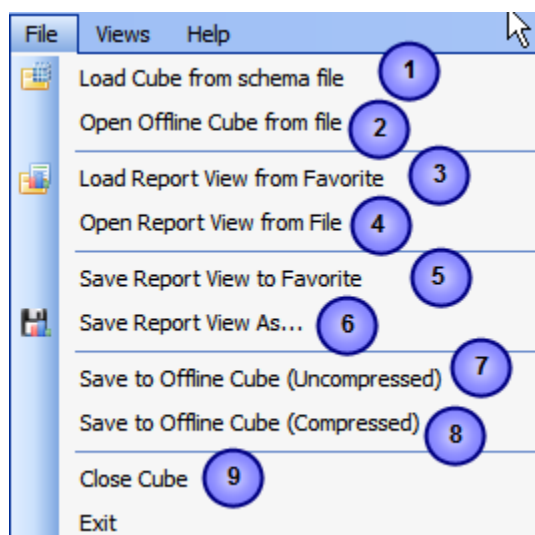 File Views Help
Load Cube from schema file 1
Open Offline Cube from file 2
Load Report View from Favorite 3
Open Report View from File 4
Save Report View to Favorite 5
Save Report View As... 6
Save to Offline Cube (Uncompressed) 7
Save to Offline Cube (Compressed) 8
Close Cube 9
Exit